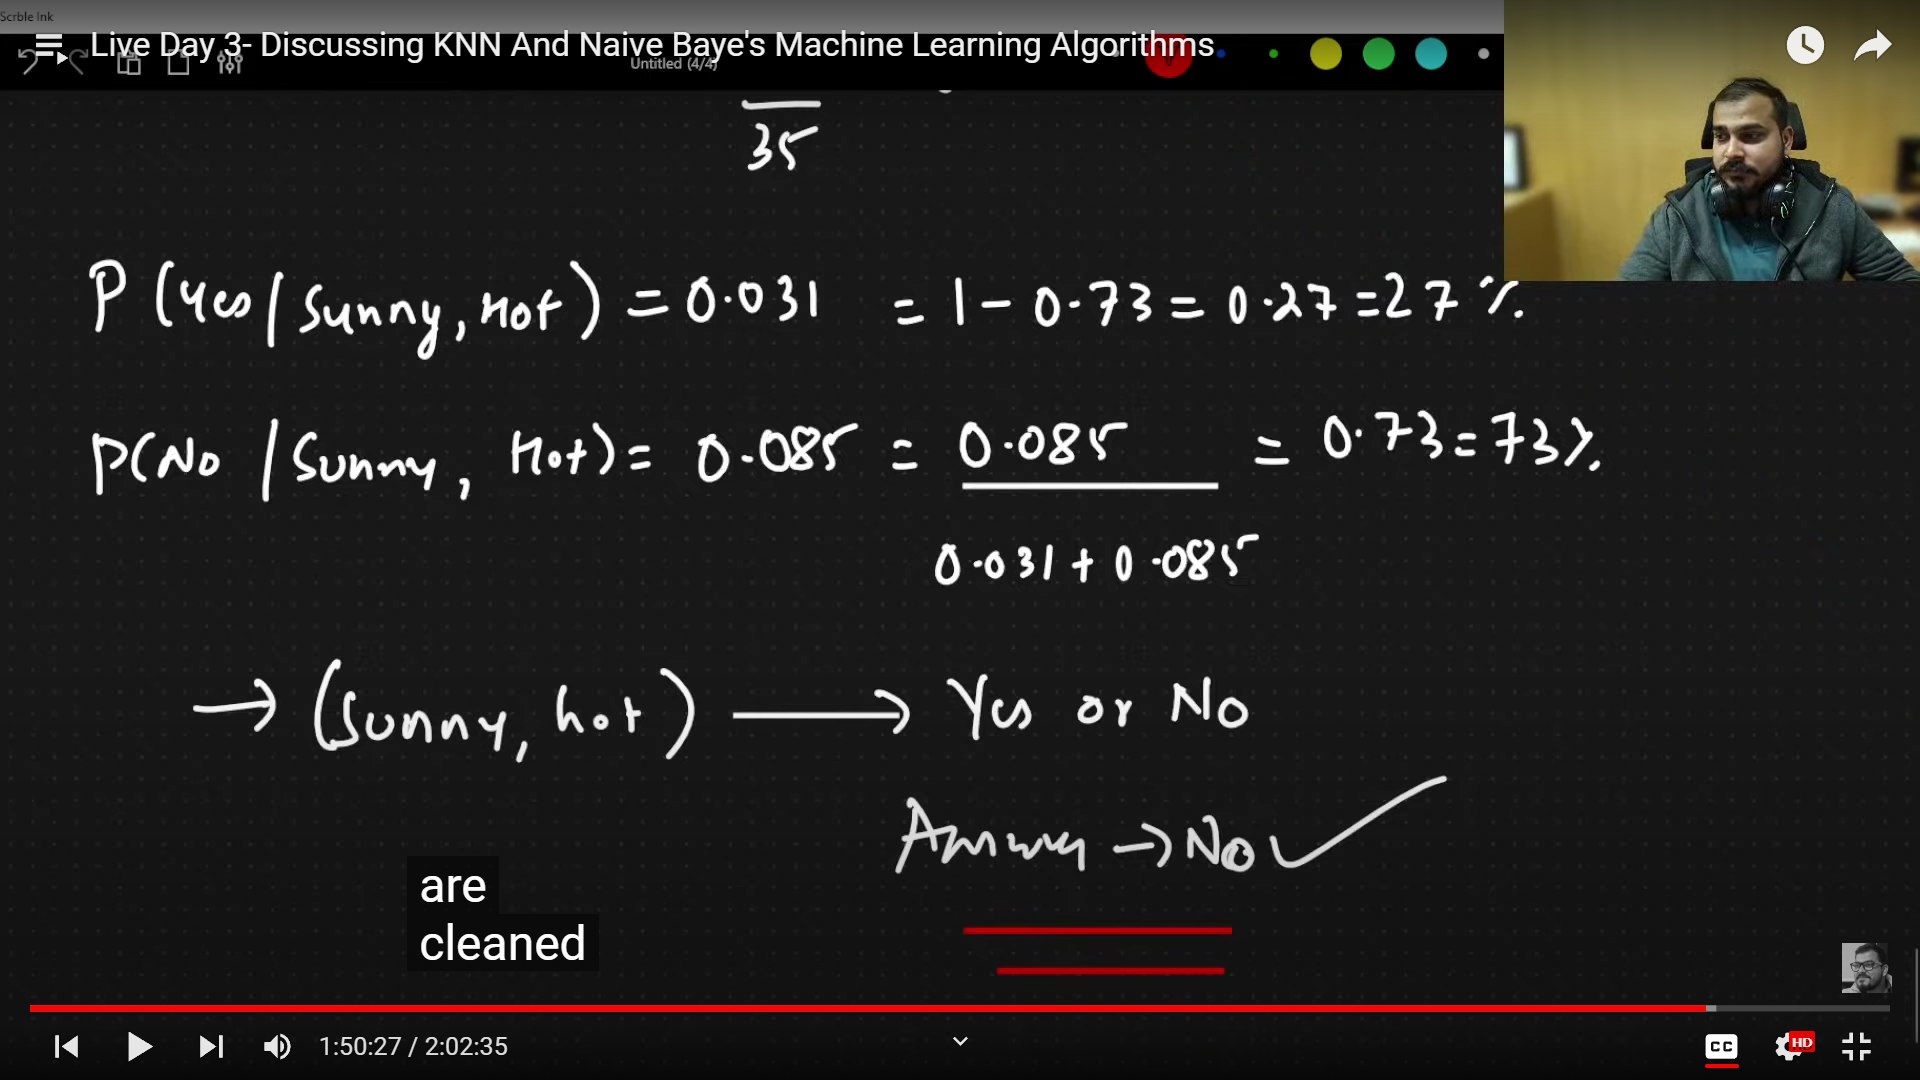 Scrble Ink
Live Day 3- Discussing KNN And Naive Baye's Machine Learning Algorithms
Untitled (4/4)
35
P (Yes / Sunny, Hot) = 0.031 = 1 - 0.73 = 0.27 = 27 %.
P(No / Sunny, Hot) = 0.085 = 0.085 = 0.73 = 73%.
0.031 + 0.085
→ (Sunny, hot) → Yes or No
→ No ✓
are
cleaned
1:50:27 / 2:02:35
CC
HD